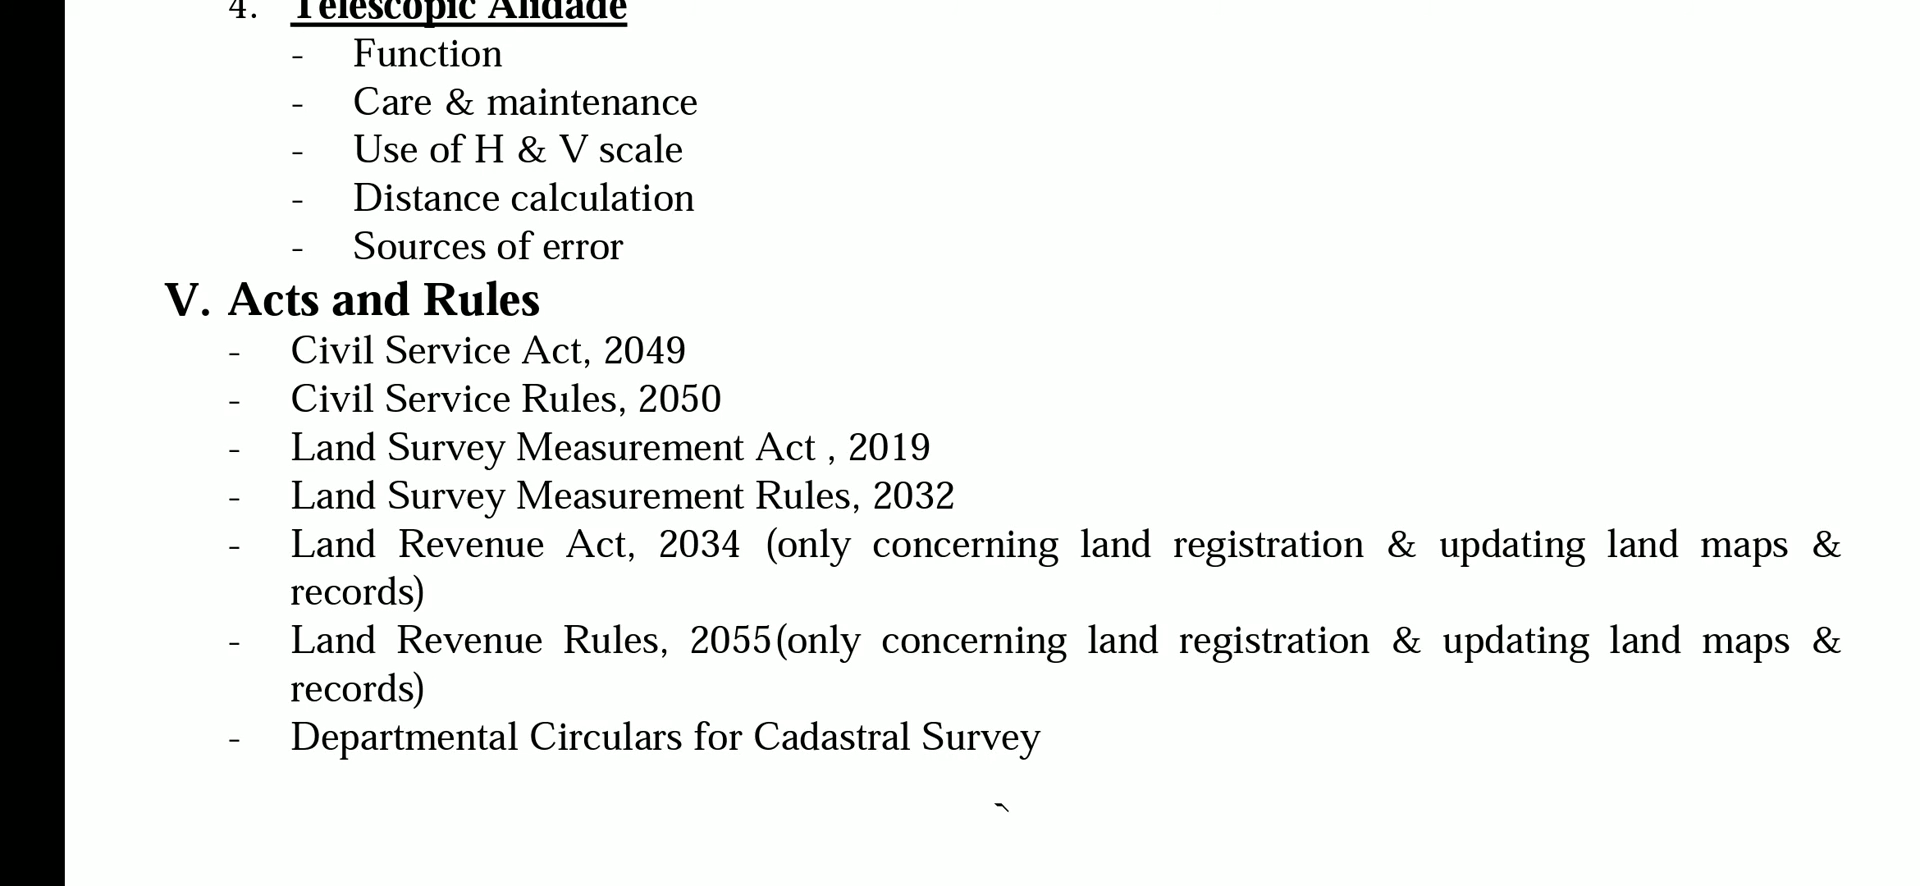 4. Telescopic Alidade
- Function
- Care & maintenance
- Use of H & V scale
- Distance calculation
- Sources of error
V. Acts and Rules
- Civil Service Act, 2049
- Civil Service Rules, 2050
- Land Survey Measurement Act , 2019
- Land Survey Measurement Rules, 2032
- Land Revenue Act, 2034 (only concerning land registration & updating land maps &
records)
- Land Revenue Rules, 2055(only concerning land registration & updating land maps &
records)
- Departmental Circulars for Cadastral Survey